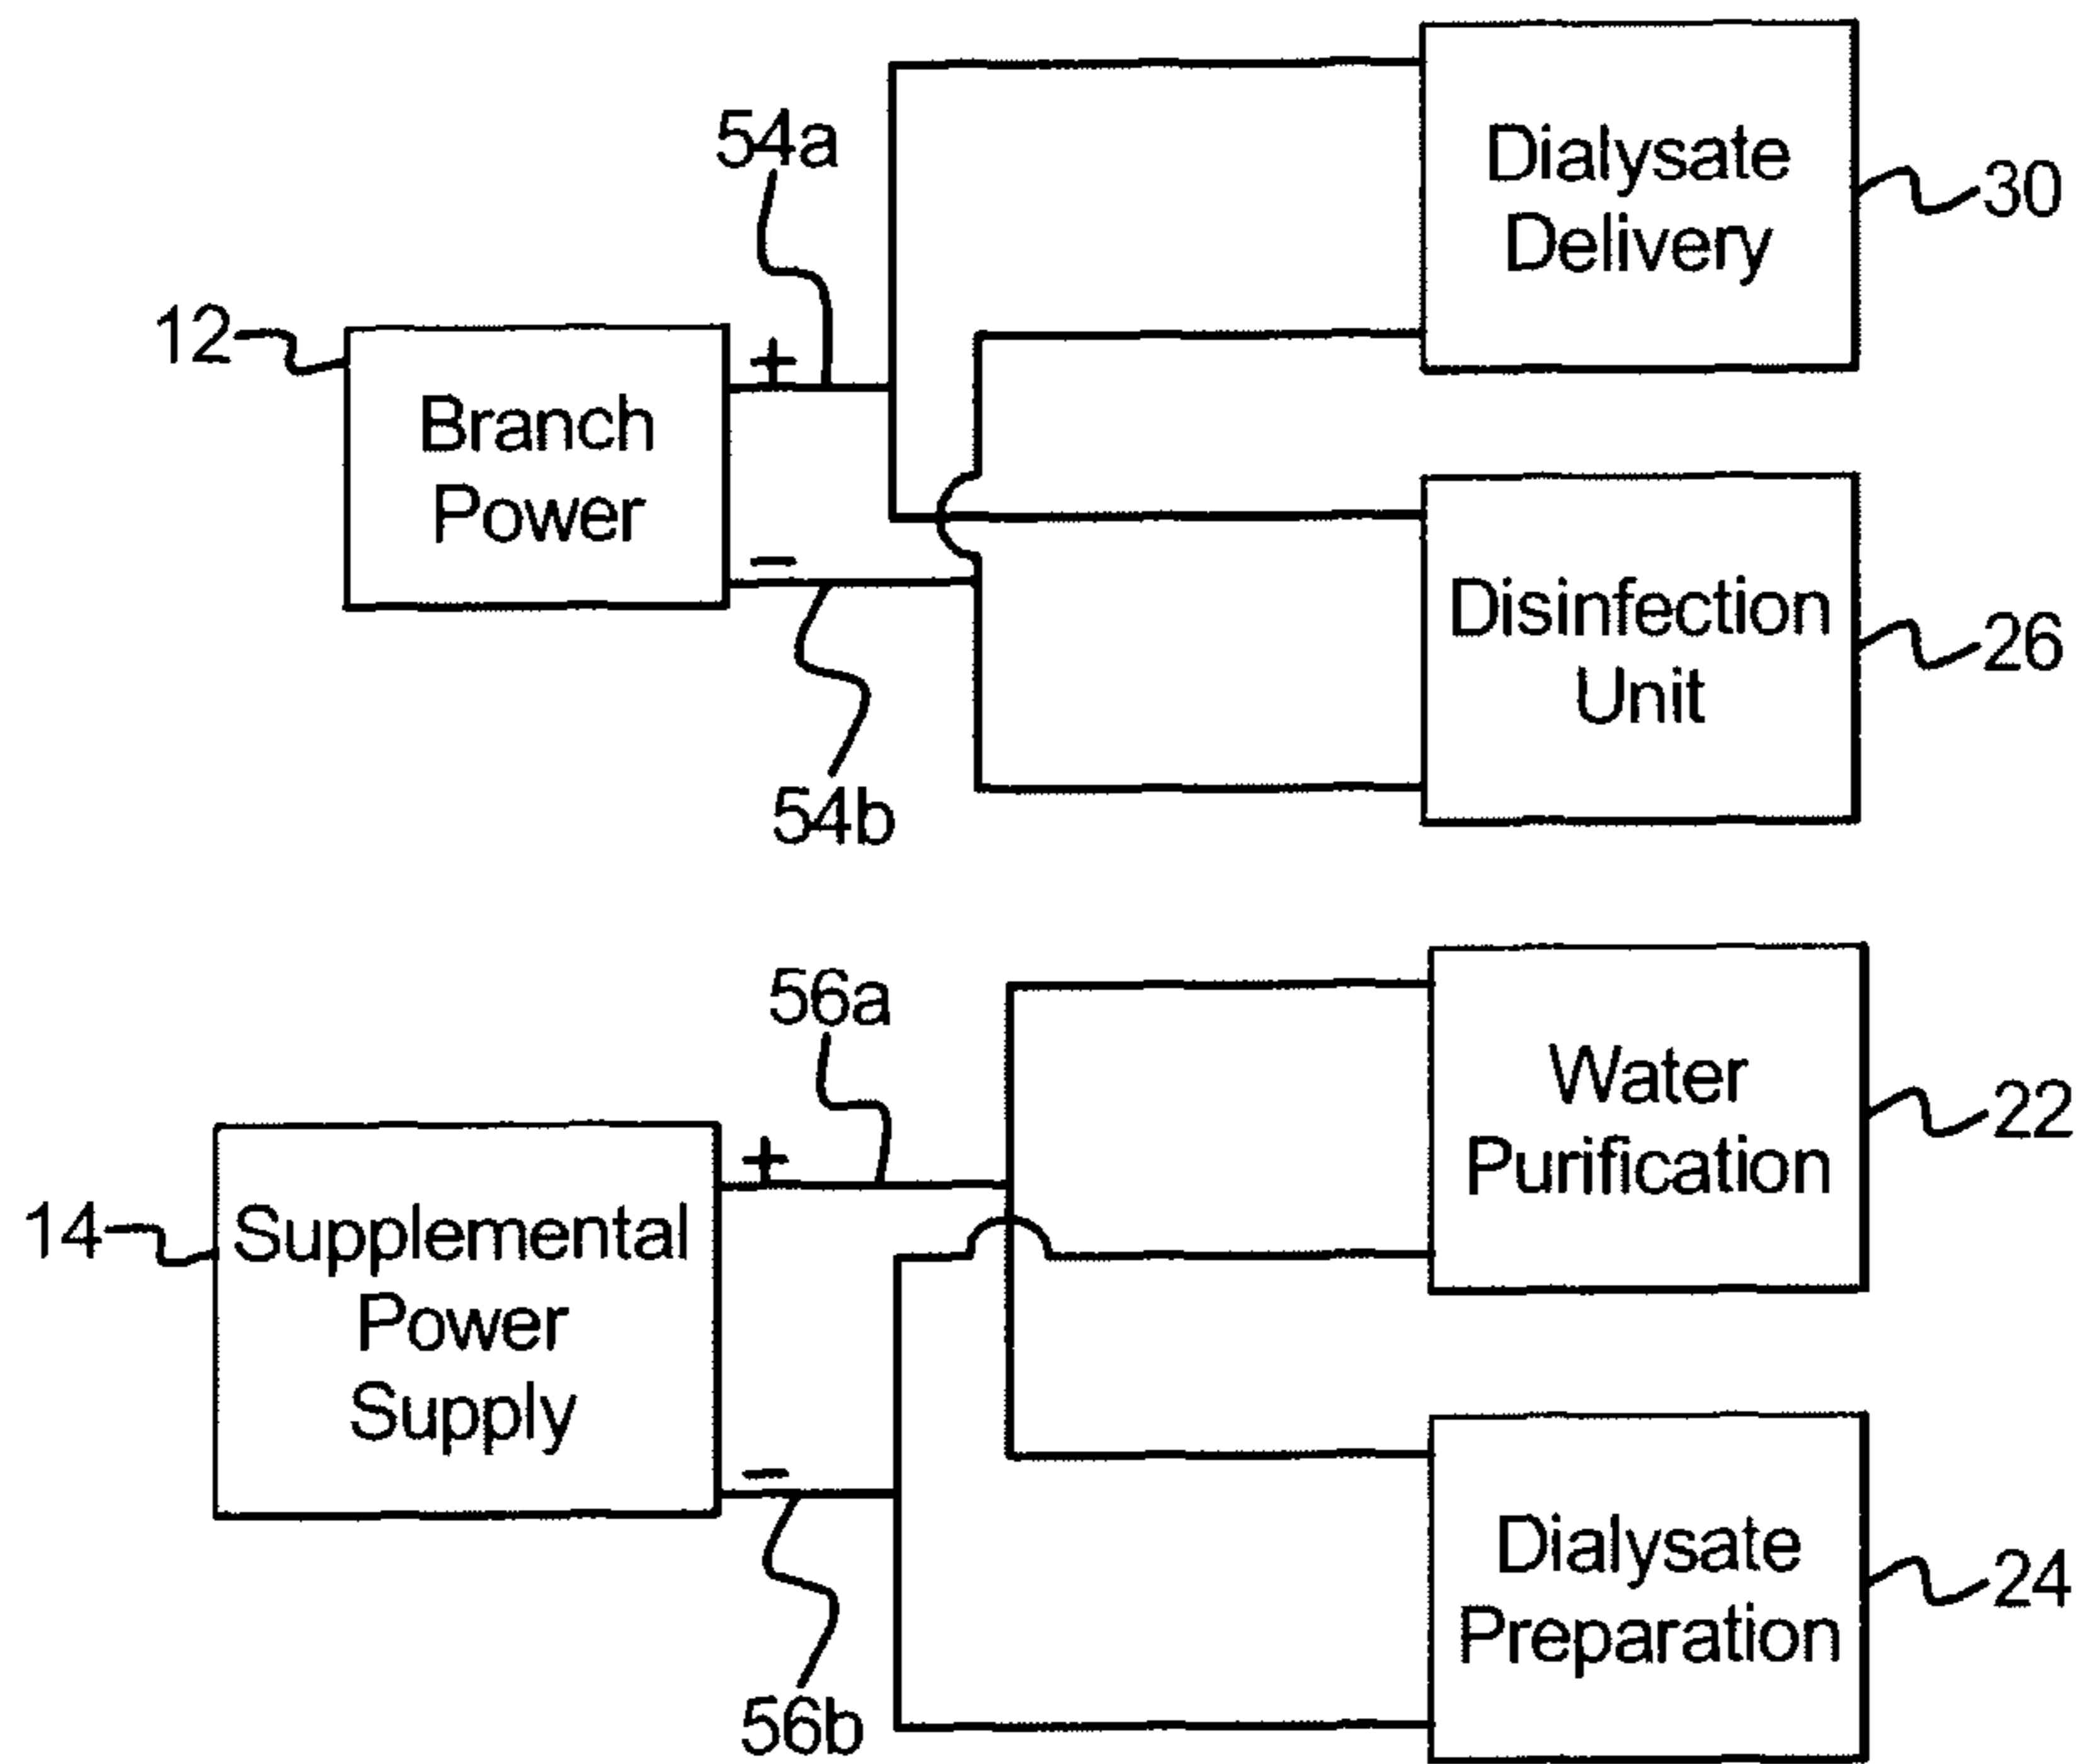 54a
Dialysate
Delivery
30
12
+
Branch
Power
–
54b
Disinfection
Unit
26
56a
Water
Purification
22
14
+
Supplemental
Power
Supply
–
56b
Dialysate
Preparation
24